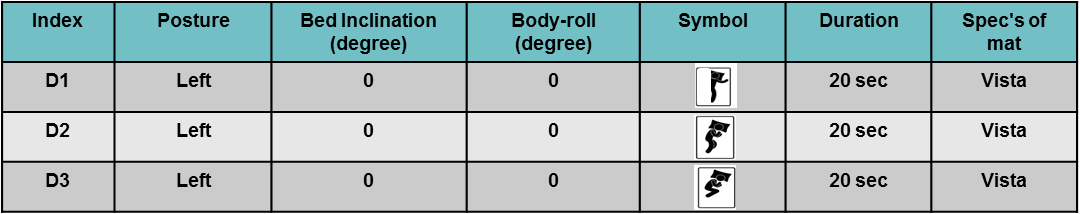 Index Posture Bed Inclination (degree) Body-roll (degree) Symbol Duration Spec's of mat
D1 Left 0 0 20 sec Vista
D2 Left 0 0 20 sec Vista
D3 Left 0 0 20 sec Vista